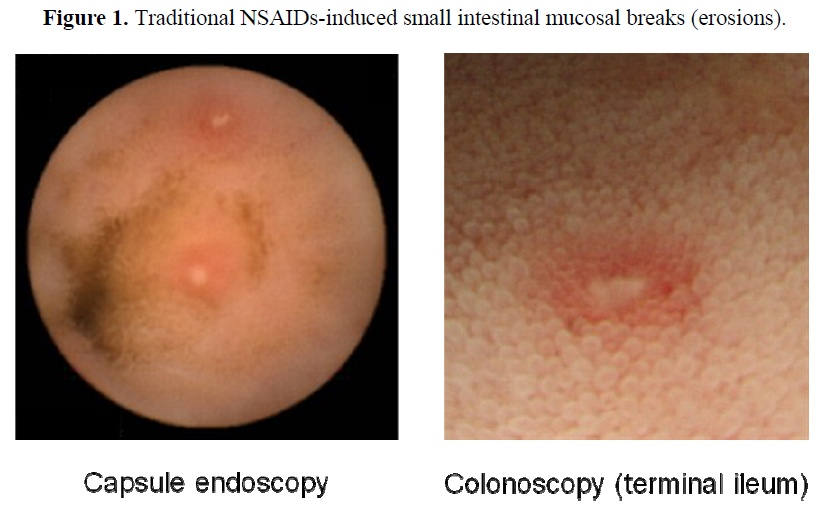 Figure 1. Traditional NSAIDs-induced small intestinal mucosal breaks (erosions).
Capsule endoscopy
Colonoscopy (terminal ileum)